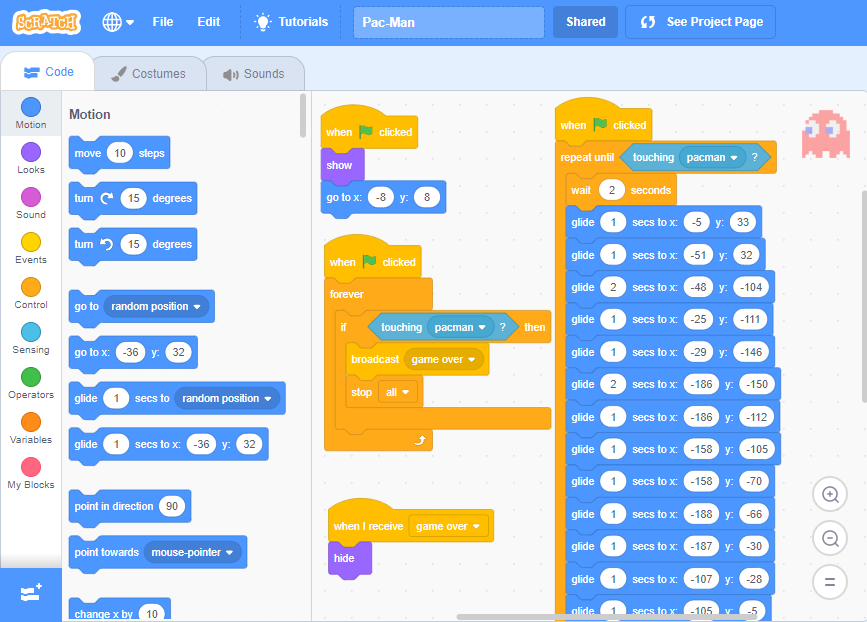 SCRATCH
File
Edit
Tutorials
Pac-Man
Shared
See Project Page
Code
Costumes
Sounds
Motion
Looks
Sound
Events
Control
Sensing
Operators
Variables
My Blocks
Motion
move 10 steps
turn 15 degrees
turn 15 degrees
go to random position
go to x: -36 y: 32
glide 1 secs to random position
glide 1 secs to x: -36 y: 32
point in direction 90
point towards mouse-pointer
change x by 10
when clicked
show
go to x: -8 y: 8
when clicked
forever
if touching pacman ? then
broadcast game over
stop all
when I receive game over
hide
when clicked
repeat until touching pacman ?
wait 2 seconds
glide 1 secs to x: -5 y: 33
glide 1 secs to x: -51 y: 32
glide 2 secs to x: -48 y: -104
glide 1 secs to x: -25 y: -111
glide 1 secs to x: -29 y: -146
glide 2 secs to x: -186 y: -150
glide 1 secs to x: -186 y: -112
glide 1 secs to x: -158 y: -105
glide 1 secs to x: -158 y: -70
glide 1 secs to x: -188 y: -66
glide 1 secs to x: -187 y: -30
glide 1 secs to x: -107 y: -28
glide 1 secs to x: -105 y: -5